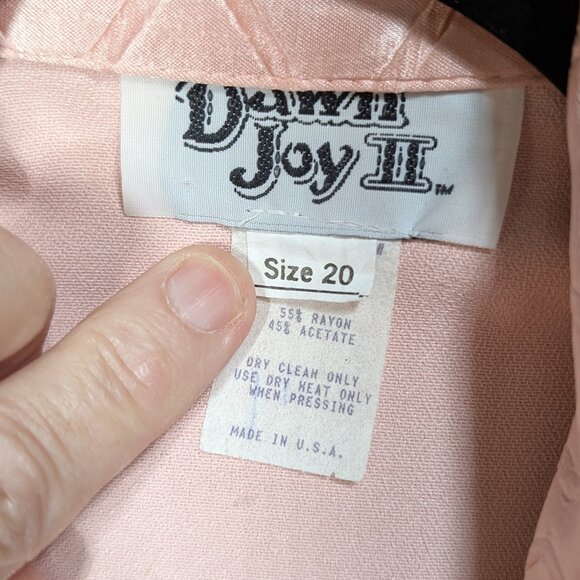 Dawn
Joy II™
Size 20
55% RAYON
45% ACETATE
DRY CLEAN ONLY
USE DRY HEAT ONLY
WHEN PRESSING
MADE IN U.S.A.